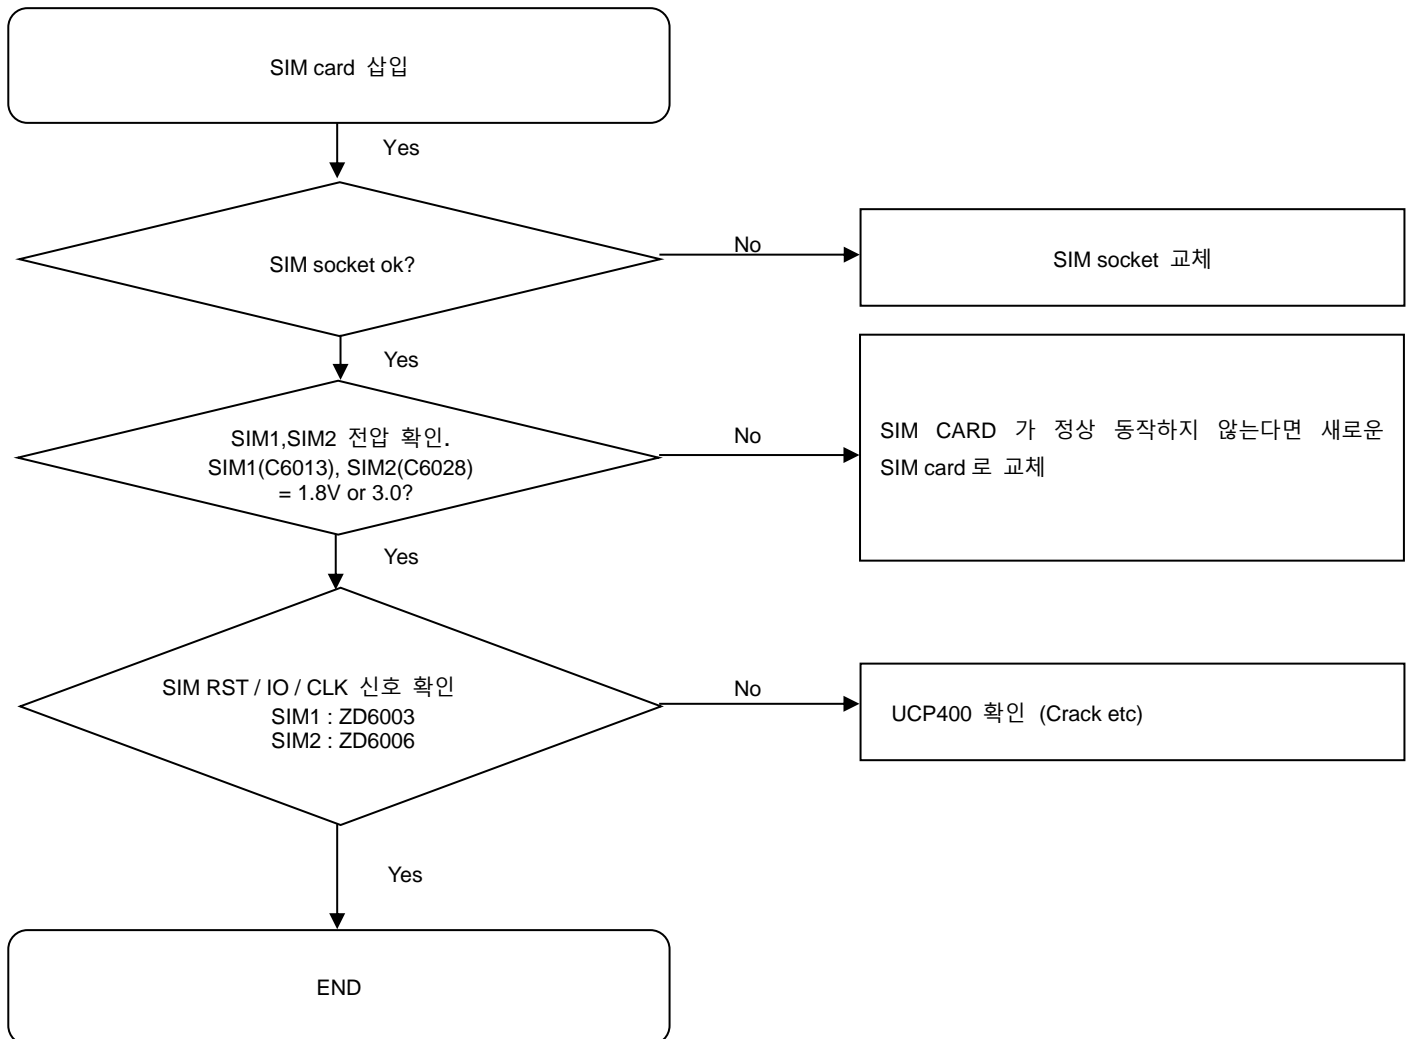 SIM card 삽입
Yes
SIM socket ok?
No
SIM socket 교체
Yes
SIM1,SIM2 전압 확인.
SIM1(C6013), SIM2(C6028)
= 1.8V or 3.0?
No
SIM CARD 가 정상 동작하지 않는다면 새로운
SIM card 로 교체
Yes
SIM RST / IO / CLK 신호 확인
SIM1 : ZD6003
SIM2 : ZD6006
No
UCP400 확인 (Crack etc)
Yes
END